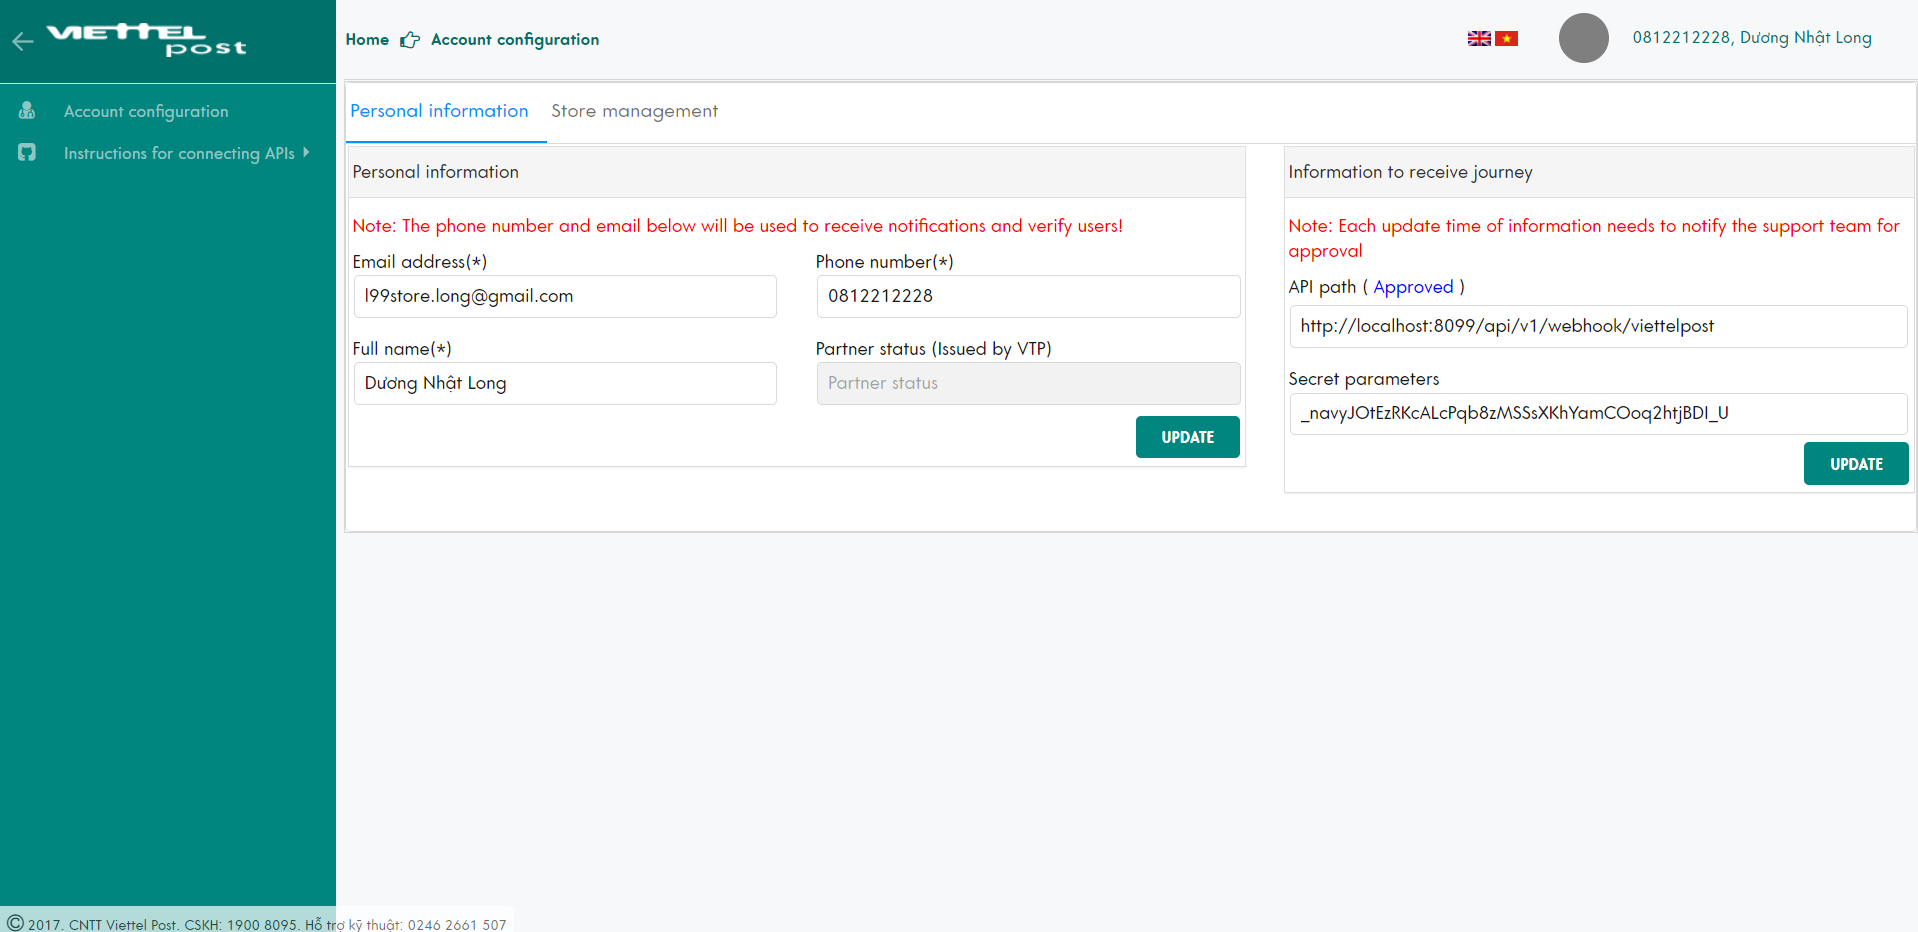 VIETTEL
post
Home Account configuration
0812212228, Dương Nhật Long
Account configuration
Instructions for connecting APIs
Personal information Store management
Personal information
Note: The phone number and email below will be used to receive notifications and verify users!
Email address(*) Phone number(*)
l99store.long@gmail.com 0812212228
Full name(*) Partner status (Issued by VTP)
Dương Nhật Long Partner status
UPDATE
Information to receive journey
Note: Each update time of information needs to notify the support team for
approval
API path ( Approved )
http://localhost:8099/api/v1/webhook/viettelpost
Secret parameters
_navyJOtEzRKcALcPqb8zMSSsXKhYamCOoq2htjBDI_U
UPDATE
© 2017. CNTT Viettel Post. CSKH: 1900 8095. Hỗ trợ kỹ thuật: 0246 2661 507